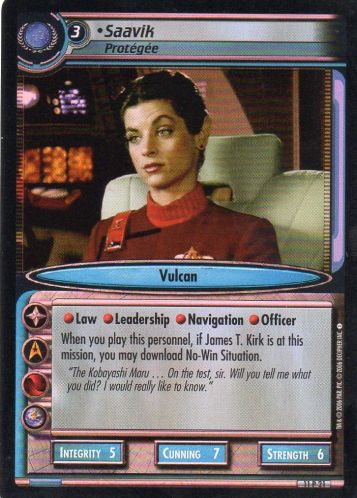 3 •Saavik
Protégée
Vulcan
Law Leadership Navigation Officer
When you play this personnel, if James T. Kirk is at this
mission, you may download No-Win Situation.
"The Kobayashi Maru . . . On the test, sir. Will you tell me what
you did? I would really like to know."
INTEGRITY 5 CUNNING 7 STRENGTH 6